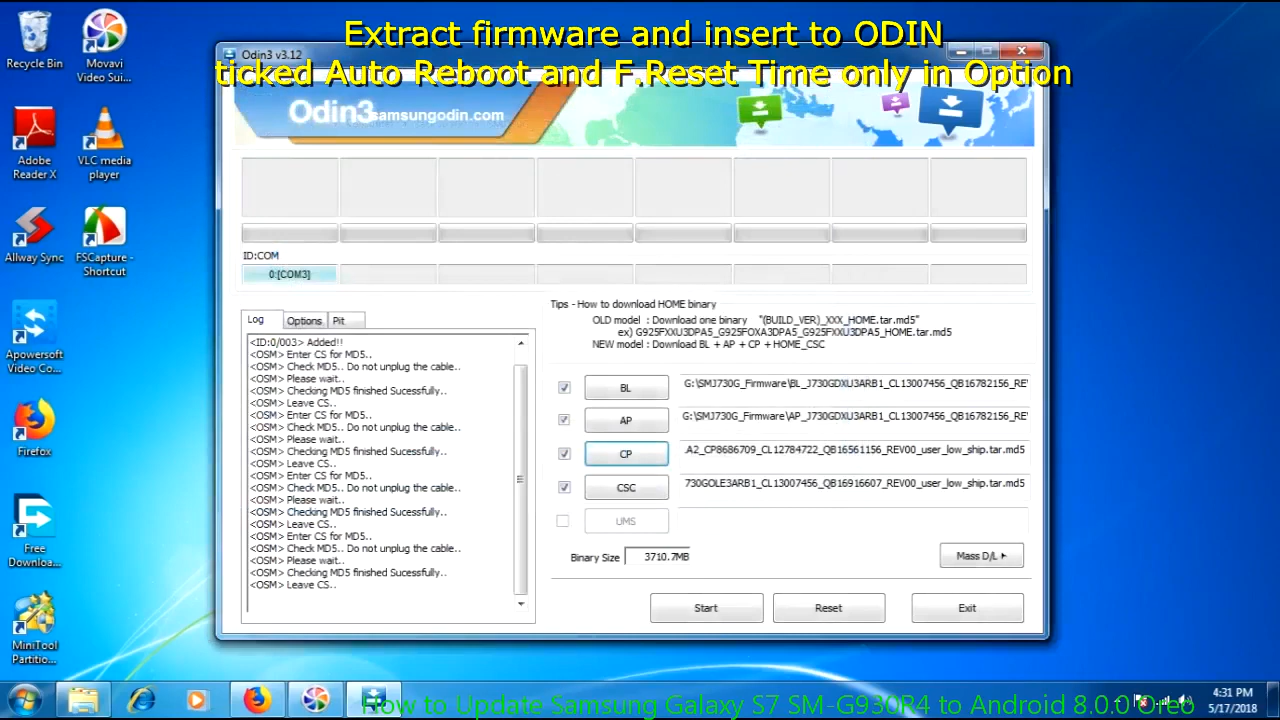 Extract firmware and insert to ODIN
ticked Auto Reboot and F.Reset Time only in Option
Recycle Bin
Movavi
Video Sui...
Adobe
Reader X
VLC media
player
Allway Sync
FSCapture -
Shortcut
Apowersoft
Video Co...
Firefox
Free
Downloa...
MiniTool
Partitio...
Odin3 v3.12
Odin3
samsungodin.com
ID:COM
0:[COM3]
Log
Options
Pit
<ID:0/003> Added!!
<OSM> Enter CS for MD5..
<OSM> Check MD5.. Do not unplug the cable..
<OSM> Please wait..
<OSM> Checking MD5 finished Sucessfully..
<OSM> Leave CS..
<OSM> Enter CS for MD5..
<OSM> Check MD5.. Do not unplug the cable..
<OSM> Please wait..
<OSM> Checking MD5 finished Sucessfully..
<OSM> Leave CS..
<OSM> Enter CS for MD5..
<OSM> Check MD5.. Do not unplug the cable..
<OSM> Please wait..
<OSM> Checking MD5 finished Sucessfully..
<OSM> Leave CS..
<OSM> Enter CS for MD5..
<OSM> Check MD5.. Do not unplug the cable..
<OSM> Please wait..
<OSM> Checking MD5 finished Sucessfully..
<OSM> Leave CS..
Tips - How to download HOME binary
OLD model : Download one binary "(BUILD_VER)_XXX_HOME.tar.md5"
ex) G925FXXU3DPA5_G925FOXA3DPA5_G925FXXU3DPA5_HOME.tar.md5
NEW model : Download BL + AP + CP + HOME_CSC
BL G:\SMJ730G_Firmware\BL_J730GDXU3ARB1_CL13007456_QB16782156_RE
AP G:\SMJ730G_Firmware\AP_J730GDXU3ARB1_CL13007456_QB16782156_RE
CP A2_CP8686709_CL12784722_QB16561156_REV00_user_low_ship.tar.md5
CSC 730GOLE3ARB1_CL13007456_QB16916607_REV00_user_low_ship.tar.md5
UMS
Binary Size 3710.7MB
Mass D/L
Start
Reset
Exit
How to Update Samsung Galaxy S7 SM-G930R4 to Android 8.0.0 Oreo
4:31 PM
5/17/2018